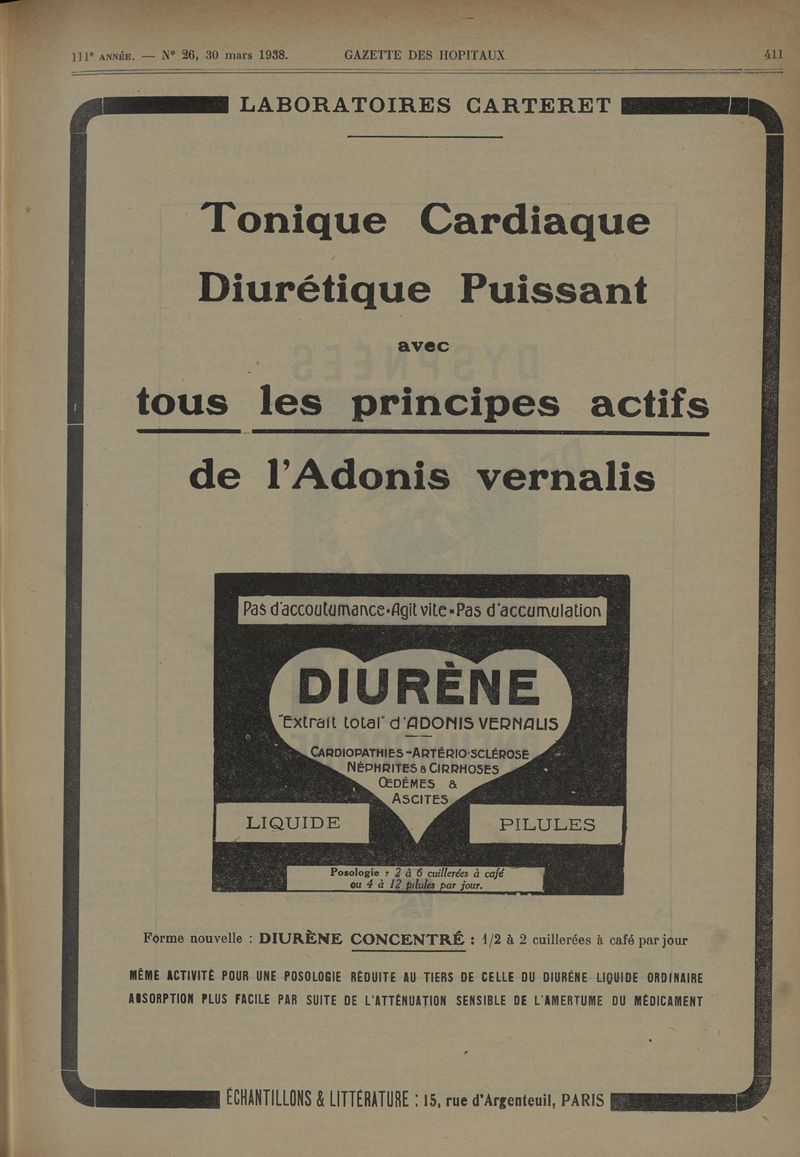 111e ANNÉE. — N° 26, 30 mars 1938. GAZETTE DES HOPITAUX 411
LABORATOIRES CARTERET
Tonique Cardiaque
Diurétique Puissant
avec
tous les principes actifs
de l'Adonis vernalis
Pas d'accoutumance-Agit vite-Pas d'accumulation
DIURÈNE
"Extrait total" d'ADONIS VERNALIS
CARDIOPATHIES-ARTÉRIO-SCLÉROSE
NÉPHRITES & CIRRHOSES
ŒDÈMES &
ASCITES
LIQUIDE PILULES
Posologie : 2 à 6 cuillerées à café
ou 4 à 12 pilules par jour.
Forme nouvelle : DIURÈNE CONCENTRÉ : 1/2 à 2 cuillerées à café par jour
MÊME ACTIVITÉ POUR UNE POSOLOGIE RÉDUITE AU TIERS DE CELLE DU DIURÈNE LIQUIDE ORDINAIRE
ABSORPTION PLUS FACILE PAR SUITE DE L'ATTÉNUATION SENSIBLE DE L'AMERTUME DU MÉDICAMENT
ÉCHANTILLONS & LITTÉRATURE : 15, rue d'Argenteuil, PARIS